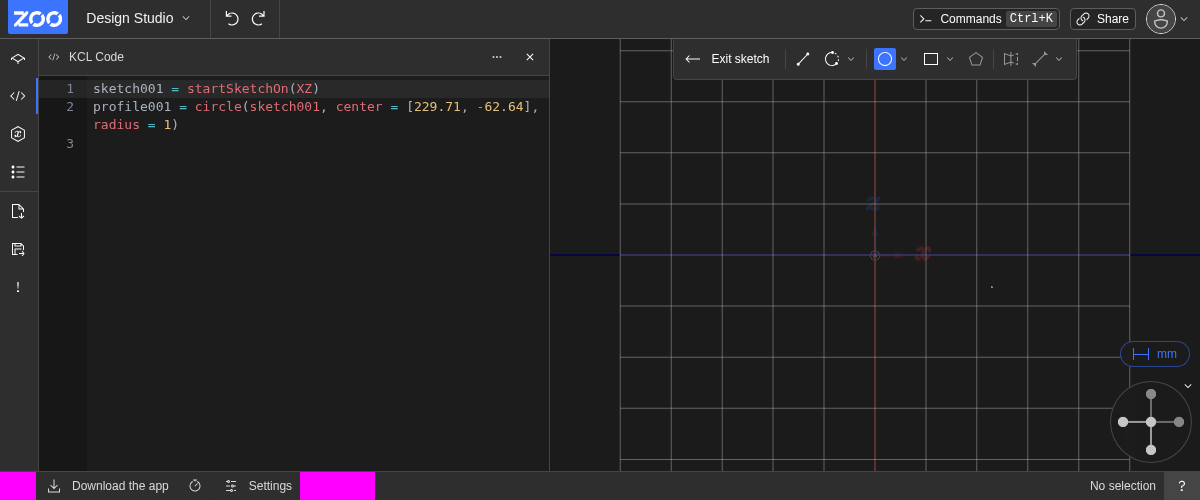 ZOO
Design Studio
Commands Ctrl+K
Share
KCL Code
Exit sketch
1 sketch001 = startSketchOn(XZ)
2 profile001 = circle(sketch001, center = [229.71, -62.64],
radius = 1)
3
Z
X
mm
Download the app
Settings
No selection
?